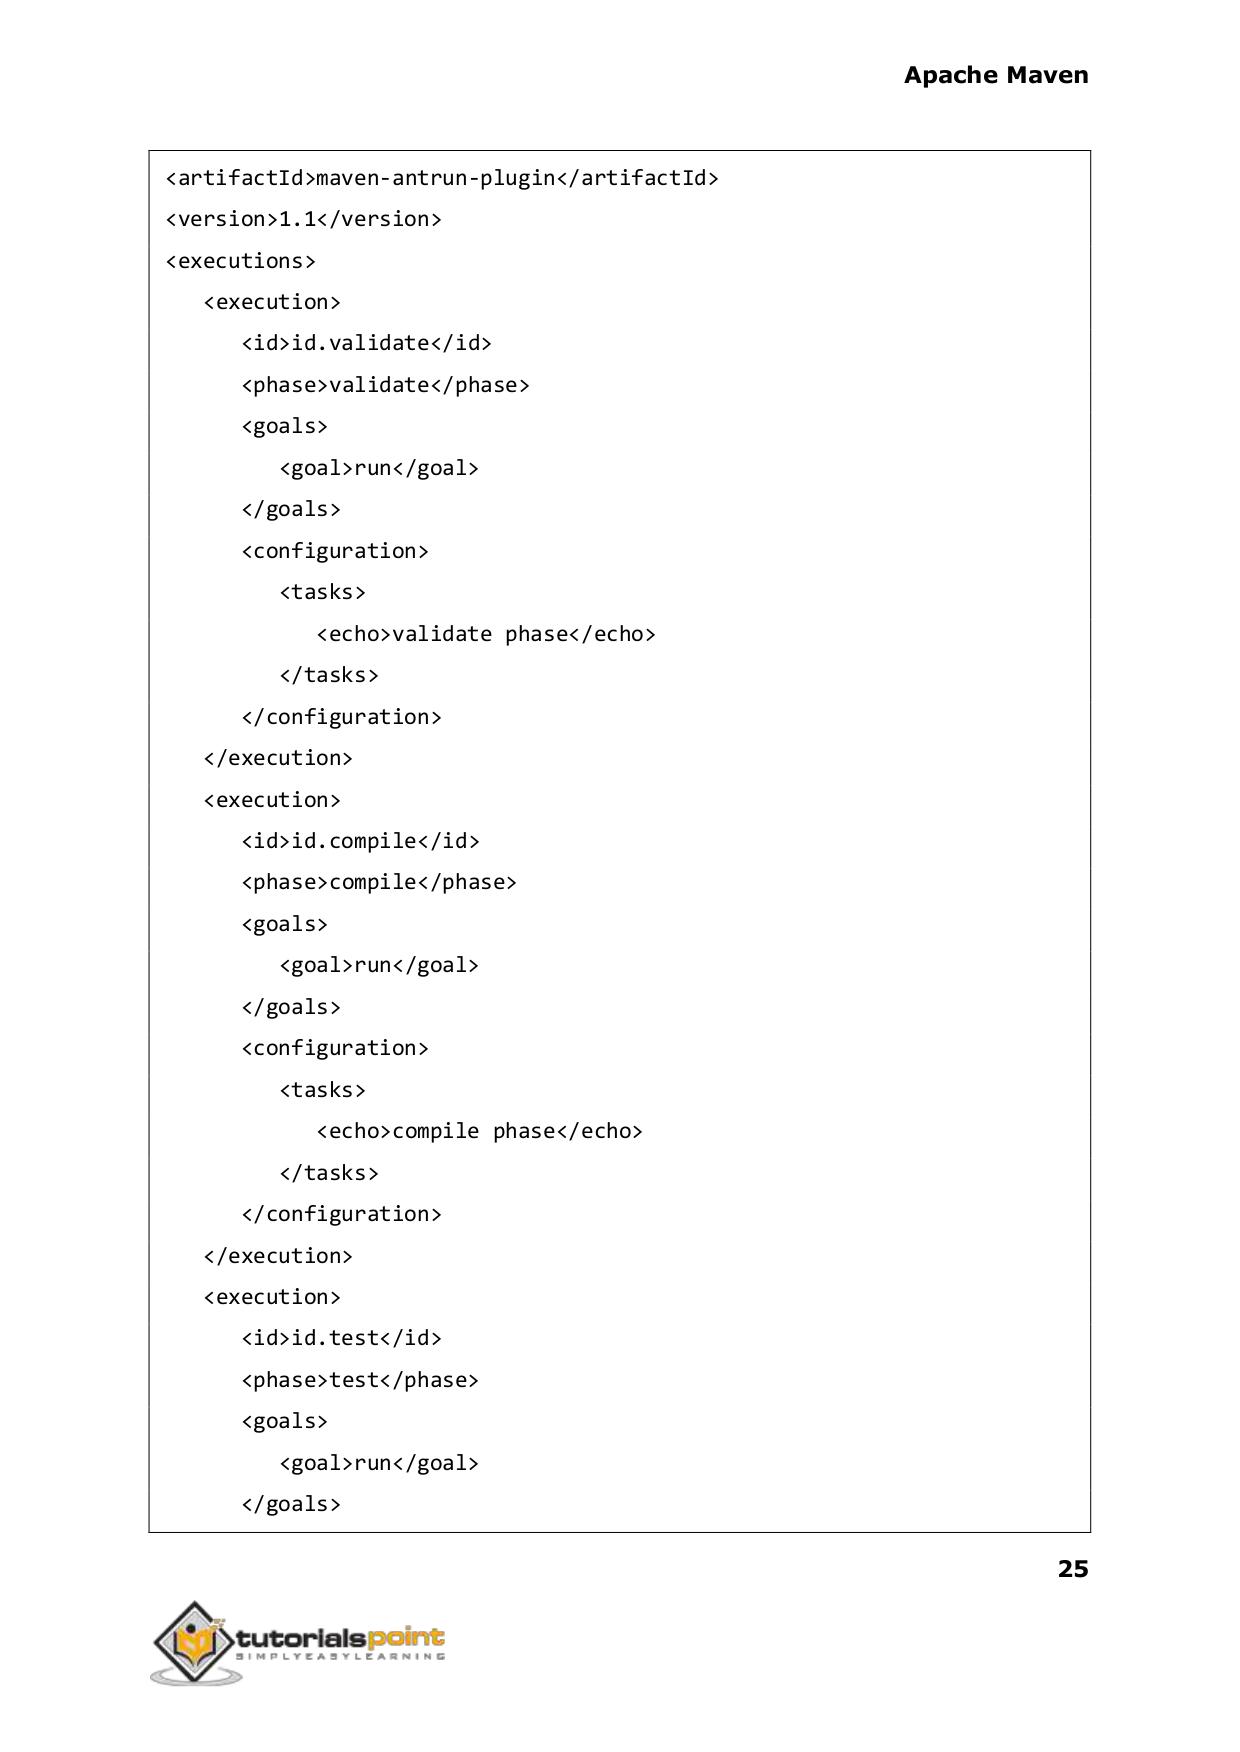 Apache Maven
<artifactId>maven-antrun-plugin</artifactId>
<version>1.1</version>
<executions>
   <execution>
      <id>id.validate</id>
      <phase>validate</phase>
      <goals>
         <goal>run</goal>
      </goals>
      <configuration>
         <tasks>
            <echo>validate phase</echo>
         </tasks>
      </configuration>
   </execution>
   <execution>
      <id>id.compile</id>
      <phase>compile</phase>
      <goals>
         <goal>run</goal>
      </goals>
      <configuration>
         <tasks>
            <echo>compile phase</echo>
         </tasks>
      </configuration>
   </execution>
   <execution>
      <id>id.test</id>
      <phase>test</phase>
      <goals>
         <goal>run</goal>
      </goals>
25
tutorialspoint
SIMPLYEASYLEARNING